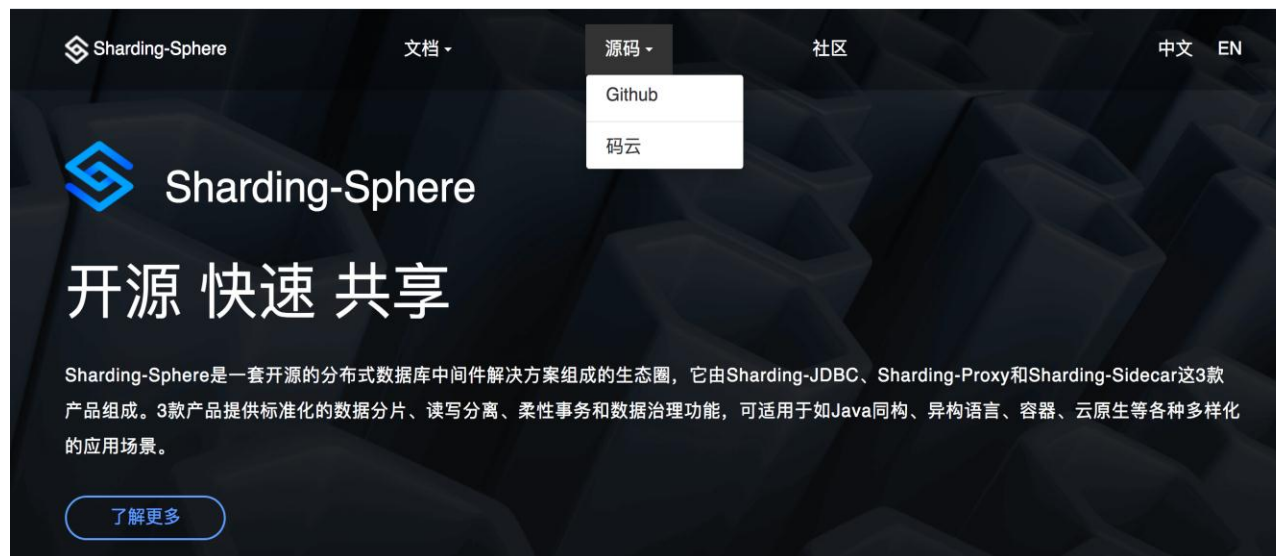 Sharding-Sphere
文档
源码
社区
中文
EN
Github
码云
Sharding-Sphere
开源 快速 共享
Sharding-Sphere是一套开源的分布式数据库中间件解决方案组成的生态圈，它由Sharding-JDBC、Sharding-Proxy和Sharding-Sidecar这3款
产品组成。3款产品提供标准化的数据分片、读写分离、柔性事务和数据治理功能，可适用于如Java同构、异构语言、容器、云原生等各种多样化
的应用场景。
了解更多